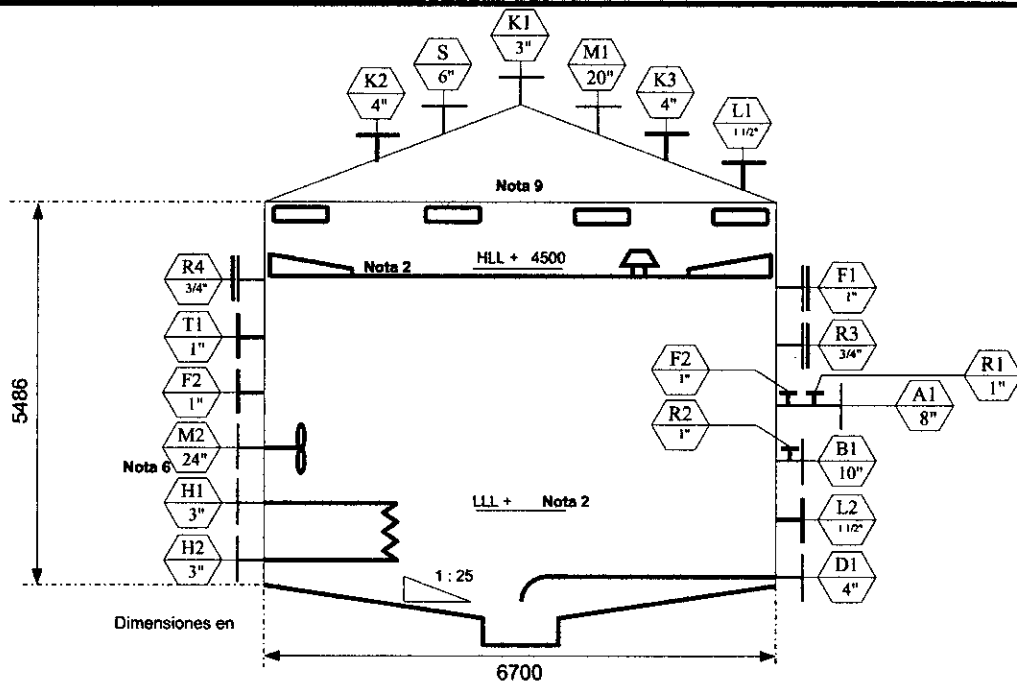 K1
3"
S
6"
M1
20"
K2
4"
K3
4"
L1
1 1/2"
Nota 9
R4
3/4"
Nota 2
HLL + 4500
F1
1"
T1
1"
R3
3/4"
F2
1"
F2
1"
R1
1"
A1
8"
5486
M2
24"
R2
1"
B1
10"
Nota 6
H1
3"
LLL + Nota 2
L2
1 1/2"
H2
3"
1 : 25
D1
4"
Dimensiones en
6700